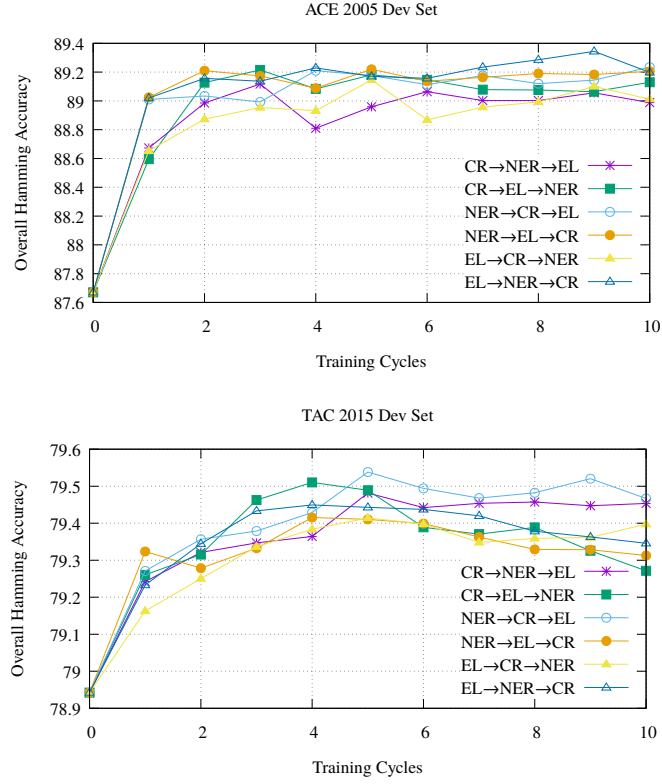 ACE 2005 Dev Set
Overall Hamming Accuracy
89.4
89.2
89
88.8
88.6
88.4
88.2
88
87.8
87.6
CR→NER→EL
CR→EL→NER
NER→CR→EL
NER→EL→CR
EL→CR→NER
EL→NER→CR
0 2 4 6 8 10
Training Cycles
TAC 2015 Dev Set
Overall Hamming Accuracy
79.6
79.5
79.4
79.3
79.2
79.1
79
78.9
CR→NER→EL
CR→EL→NER
NER→CR→EL
NER→EL→CR
EL→CR→NER
EL→NER→CR
0 2 4 6 8 10
Training Cycles